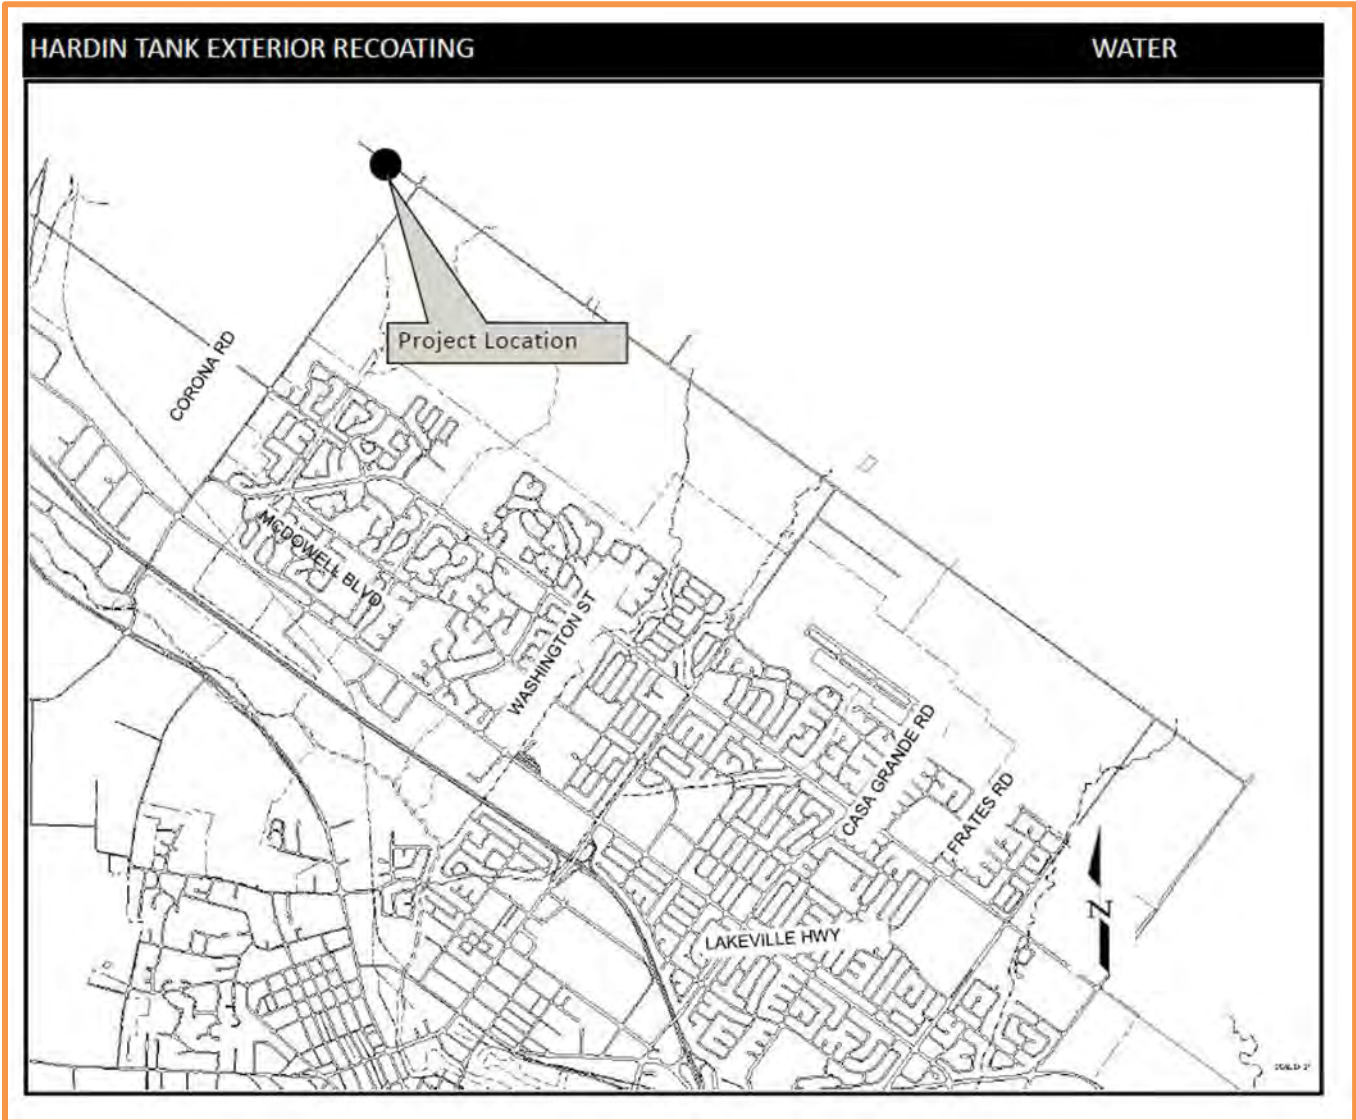 HARDIN TANK EXTERIOR RECOATING WATER
Project Location
CORONA RD
MCDOWELL BLVD
WASHINGTON ST
CASA GRANDE RD
FRATES RD
N
LAKEVILLE HWY